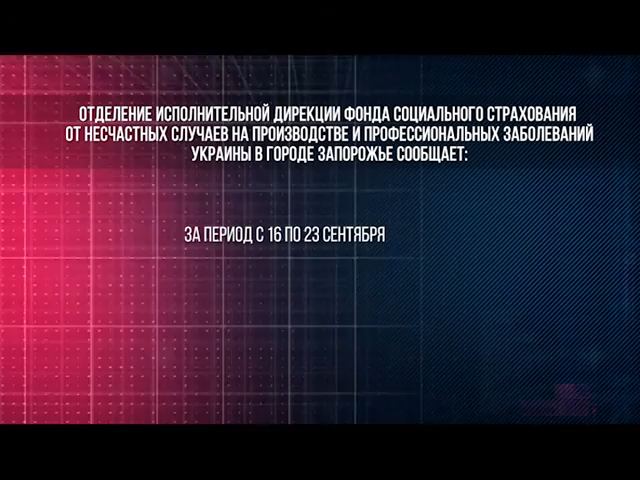 ОТДЕЛЕНИЕ ИСПОЛНИТЕЛЬНОЙ ДИРЕКЦИИ ФОНДА СОЦИАЛЬНОГО СТРАХОВАНИЯ
ОТ НЕСЧАСТНЫХ СЛУЧАЕВ НА ПРОИЗВОДСТВЕ И ПРОФЕССИОНАЛЬНЫХ ЗАБОЛЕВАНИЙ
УКРАИНЫ В ГОРОДЕ ЗАПОРОЖЬЕ СООБЩАЕТ:
ЗА ПЕРИОД С 16 ПО 23 СЕНТЯБРЯ